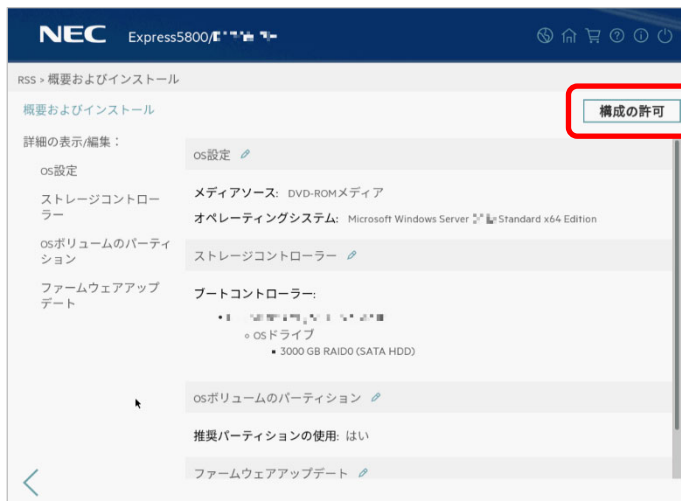 NEC Express5800/
RSS > 概要およびインストール
概要およびインストール
構成の許可
詳細の表示/編集：
OS設定
ストレージコントロー
ラー
OSボリュームのパーティ
ション
ファームウェアアップ
デート
OS設定
メディアソース: DVD-ROMメディア
オペレーティングシステム: Microsoft Windows Server Standard x64 Edition
ストレージコントローラー
ブートコントローラー:
OSドライブ
3000 GB RAID0 (SATA HDD)
OSボリュームのパーティション
推奨パーティションの使用: はい
ファームウェアアップデート